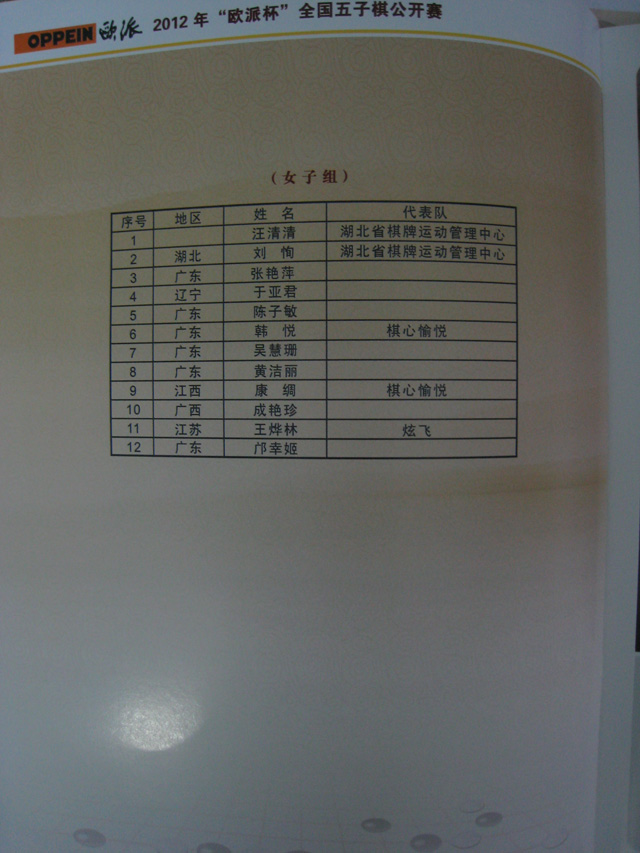 OPPEIN 欧派 2012年“欧派杯”全国五子棋公开赛
(女子组)
序号 地区 姓名 代表队
1 汪清清 湖北省棋牌运动管理中心
2 湖北 刘恂 湖北省棋牌运动管理中心
3 广东 张艳萍
4 辽宁 于亚君
5 广东 陈子敏
6 广东 韩悦 棋心愉悦
7 广东 吴慧珊
8 广东 黄洁丽
9 江西 康绸 棋心愉悦
10 广西 成艳珍
11 江苏 王烨林 炫飞
12 广东 邝幸姬